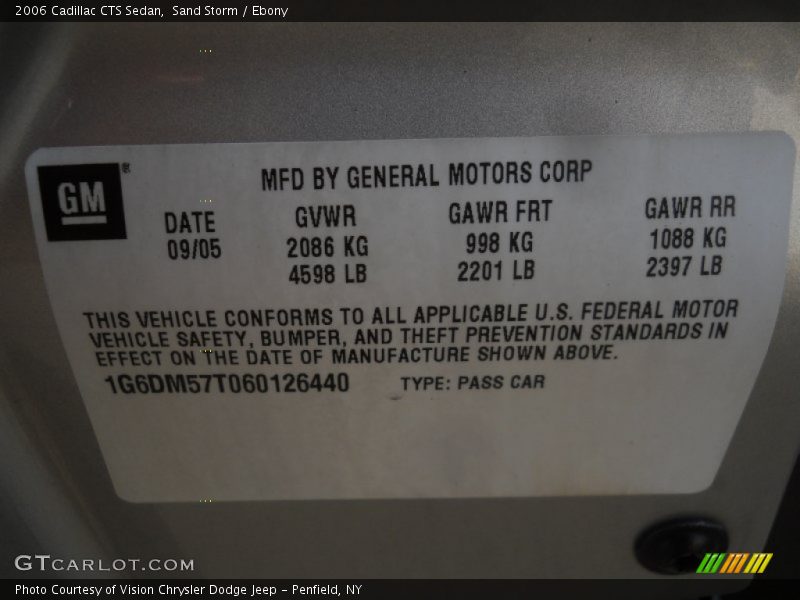 2006 Cadillac CTS Sedan,  Sand Storm / Ebony
GM ®
MFD BY GENERAL MOTORS CORP
DATE GVWR GAWR FRT GAWR RR
09/05 2086 KG 998 KG 1088 KG
4598 LB 2201 LB 2397 LB
THIS VEHICLE CONFORMS TO ALL APPLICABLE U.S. FEDERAL MOTOR
VEHICLE SAFETY, BUMPER, AND THEFT PREVENTION STANDARDS IN
EFFECT ON THE DATE OF MANUFACTURE SHOWN ABOVE.
1G6DM57T060126440 TYPE: PASS CAR
GTCARLOT.COM
Photo Courtesy of Vision Chrysler Dodge Jeep – Penfield, NY